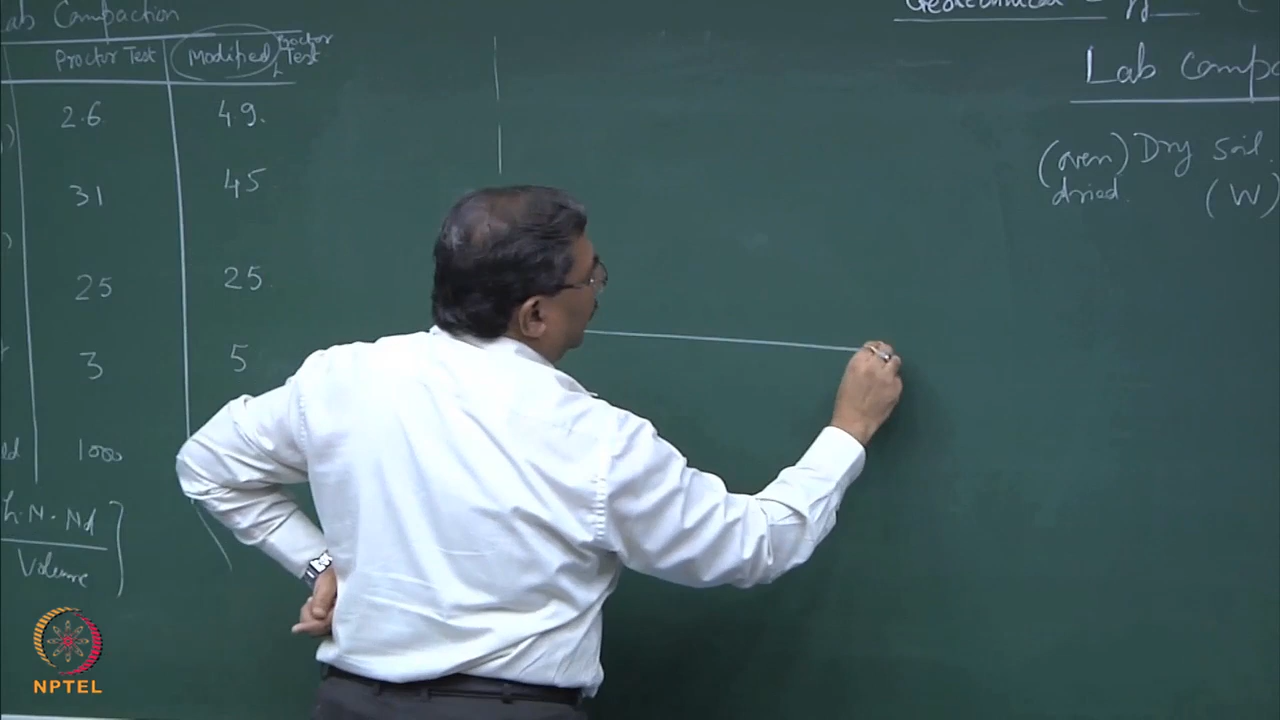 Lab Compaction
Proctor Test
Modified Proctor Test
2.6
4.9.
31
45
25
25
3
5
1000
h. N. Nd
Volume
Lab Compa
(oven) Dry soil.
dried. (W)
NPTEL